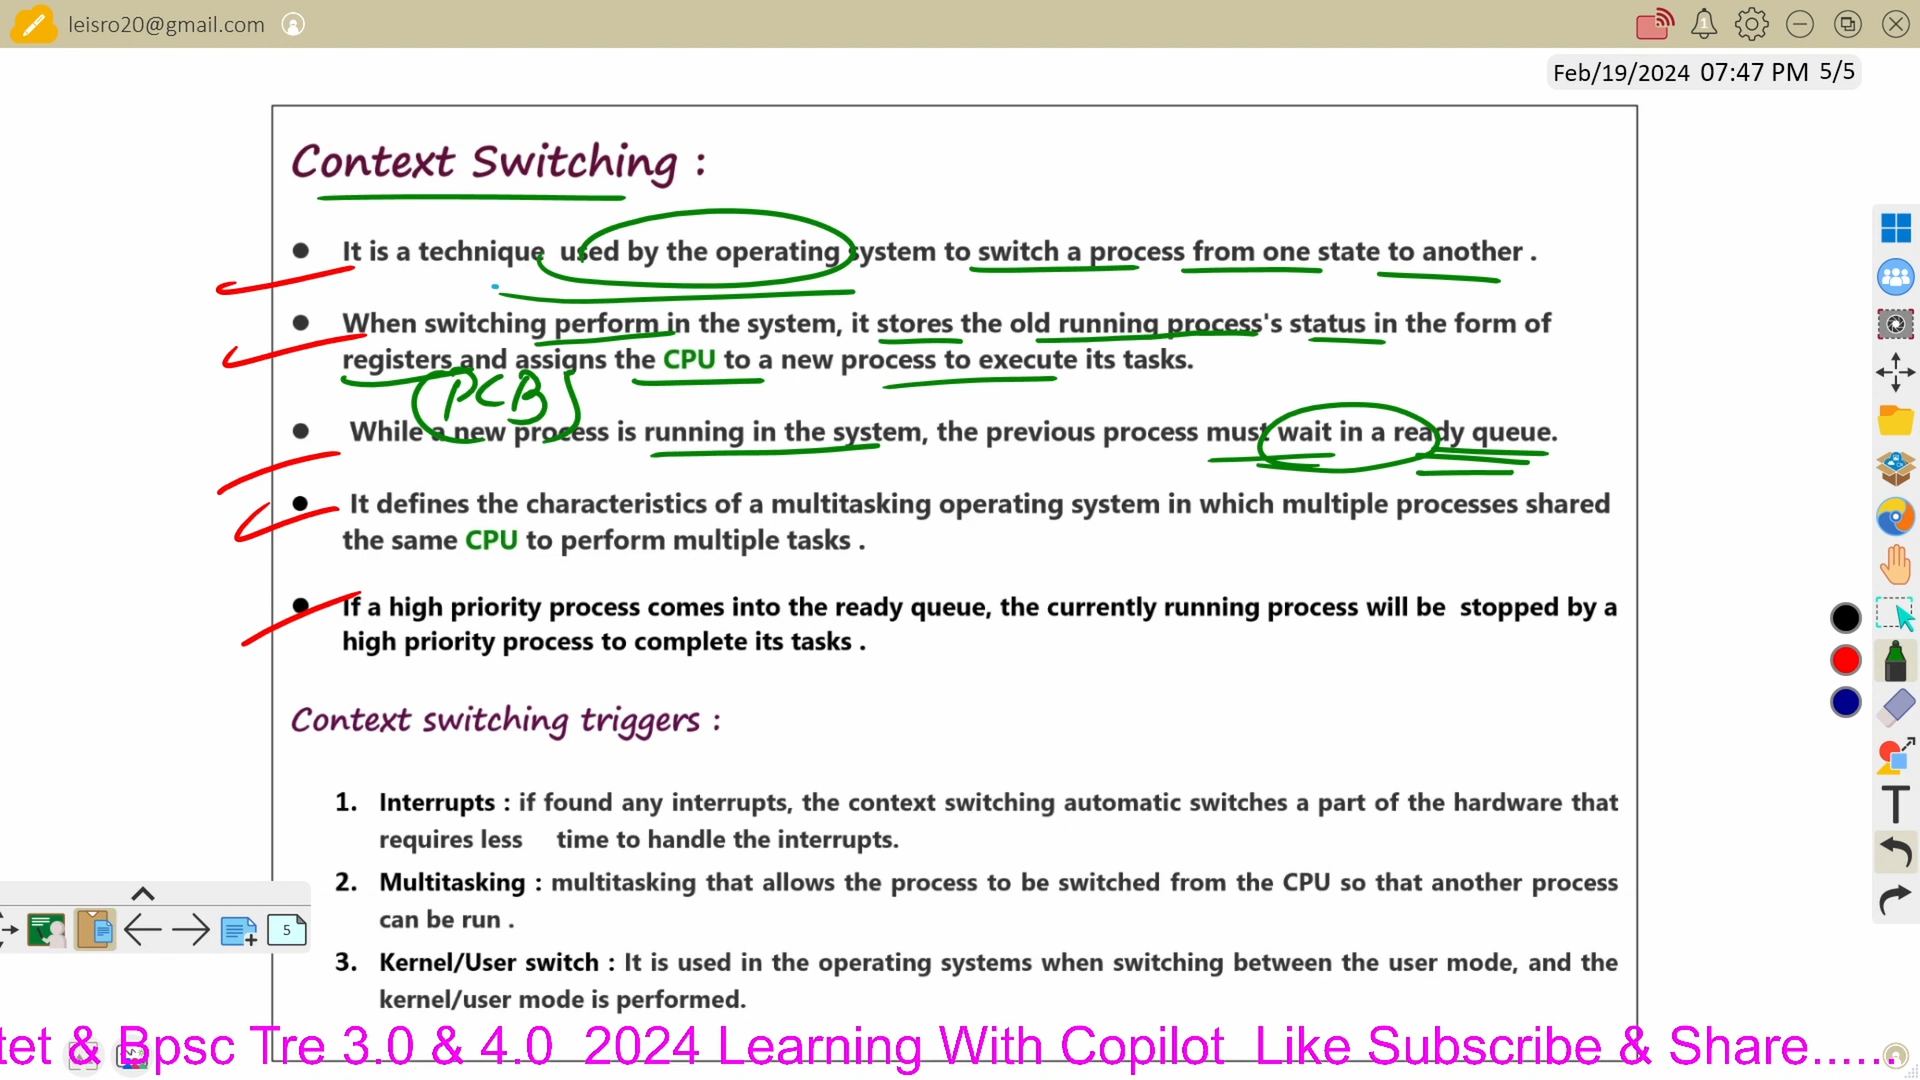 leisro20@gmail.com
1
Feb/19/2024 07:47 PM 5/5
Context Switching :
● It is a technique used by the operating system to switch a process from one state to another .
● When switching perform in the system, it stores the old running process's status in the form of
registers and assigns the CPU to a new process to execute its tasks.
(PCB)
● While a new process is running in the system, the previous process must wait in a ready queue.
● It defines the characteristics of a multitasking operating system in which multiple processes shared
the same CPU to perform multiple tasks .
● If a high priority process comes into the ready queue, the currently running process will be stopped by a
high priority process to complete its tasks .
Context switching triggers :
1. Interrupts : if found any interrupts, the context switching automatic switches a part of the hardware that
requires less time to handle the interrupts.
2. Multitasking : multitasking that allows the process to be switched from the CPU so that another process
can be run .
3. Kernel/User switch : It is used in the operating systems when switching between the user mode, and the
kernel/user mode is performed.
T
5
tet & Bpsc Tre 3.0 & 4.0 2024 Learning With Copilot Like Subscribe & Share......